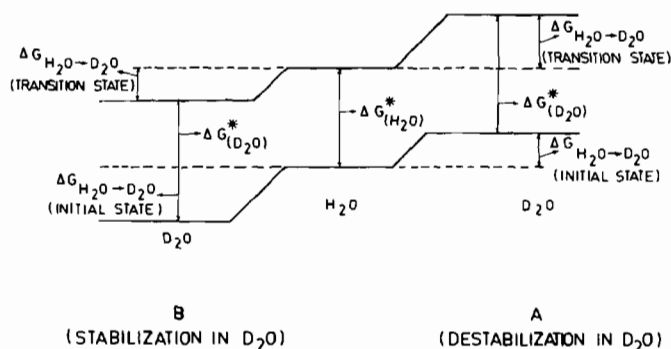 ΔG H₂O→D₂O
(TRANSITION STATE)
ΔG H₂O→D₂O
(TRANSITION STATE)
ΔG*(D₂O)
ΔG*(H₂O)
ΔG*(D₂O)
ΔG H₂O→D₂O
(INITIAL STATE)
ΔG H₂O→D₂O
(INITIAL STATE)
D₂O
H₂O
D₂O
B
(STABILIZATION IN D₂O)
A
(DESTABILIZATION IN D₂O)